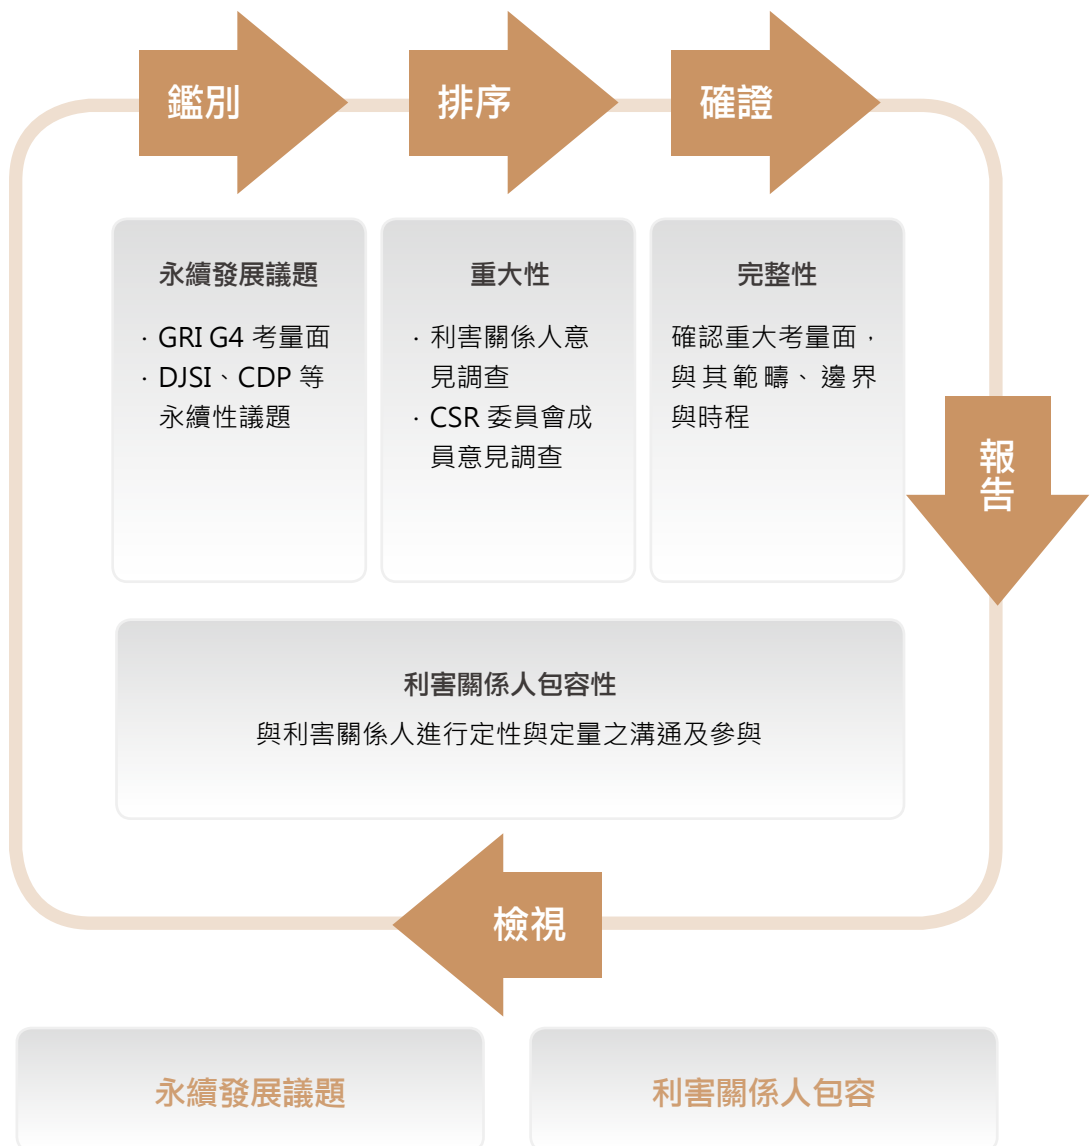 鑑別
排序
確證
永續發展議題
· GRI G4 考量面
· DJSI、CDP 等
永續性議題
重大性
· 利害關係人意
見調查
· CSR 委員會成
員意見調查
完整性
確認重大考量面，
與其範疇、邊界
與時程
報告
利害關係人包容性
與利害關係人進行定性與定量之溝通及參與
檢視
永續發展議題
利害關係人包容